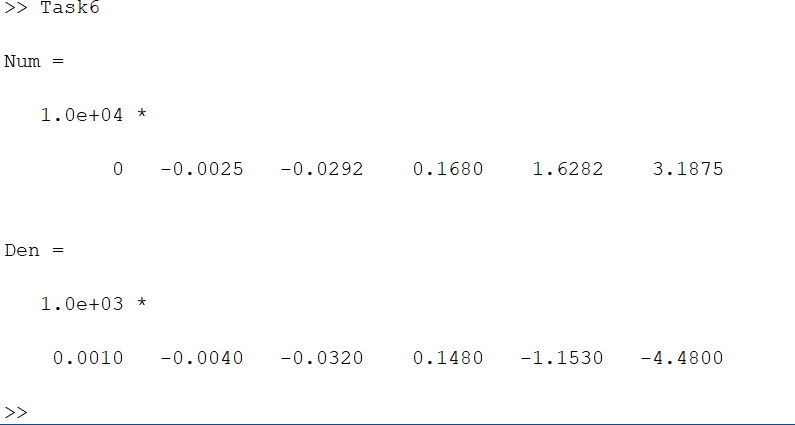 >> Task6
Num =
1.0e+04 *
0 -0.0025 -0.0292 0.1680 1.6282 3.1875
Den =
1.0e+03 *
0.0010 -0.0040 -0.0320 0.1480 -1.1530 -4.4800
>>